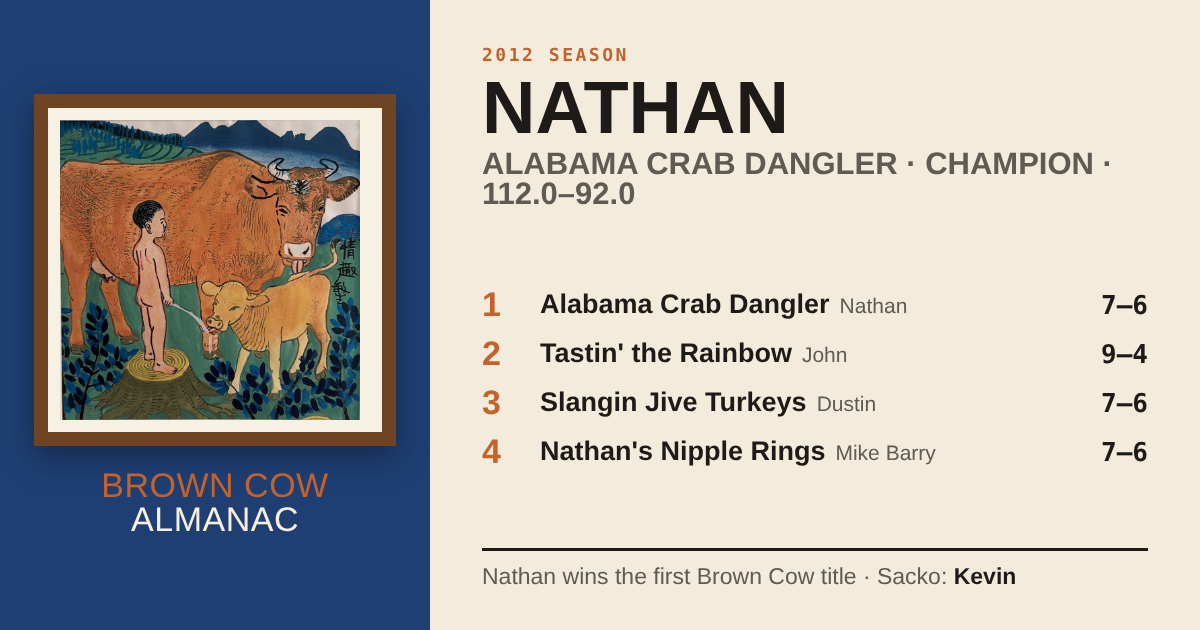 2012 SEASON
NATHAN
ALABAMA CRAB DANGLER · CHAMPION ·
112.0–92.0
1 Alabama Crab Dangler Nathan 7–6
2 Tastin' the Rainbow John 9–4
3 Slangin Jive Turkeys Dustin 7–6
4 Nathan's Nipple Rings Mike Barry 7–6
Nathan wins the first Brown Cow title · Sacko: Kevin
情趣
BROWN COW
ALMANAC